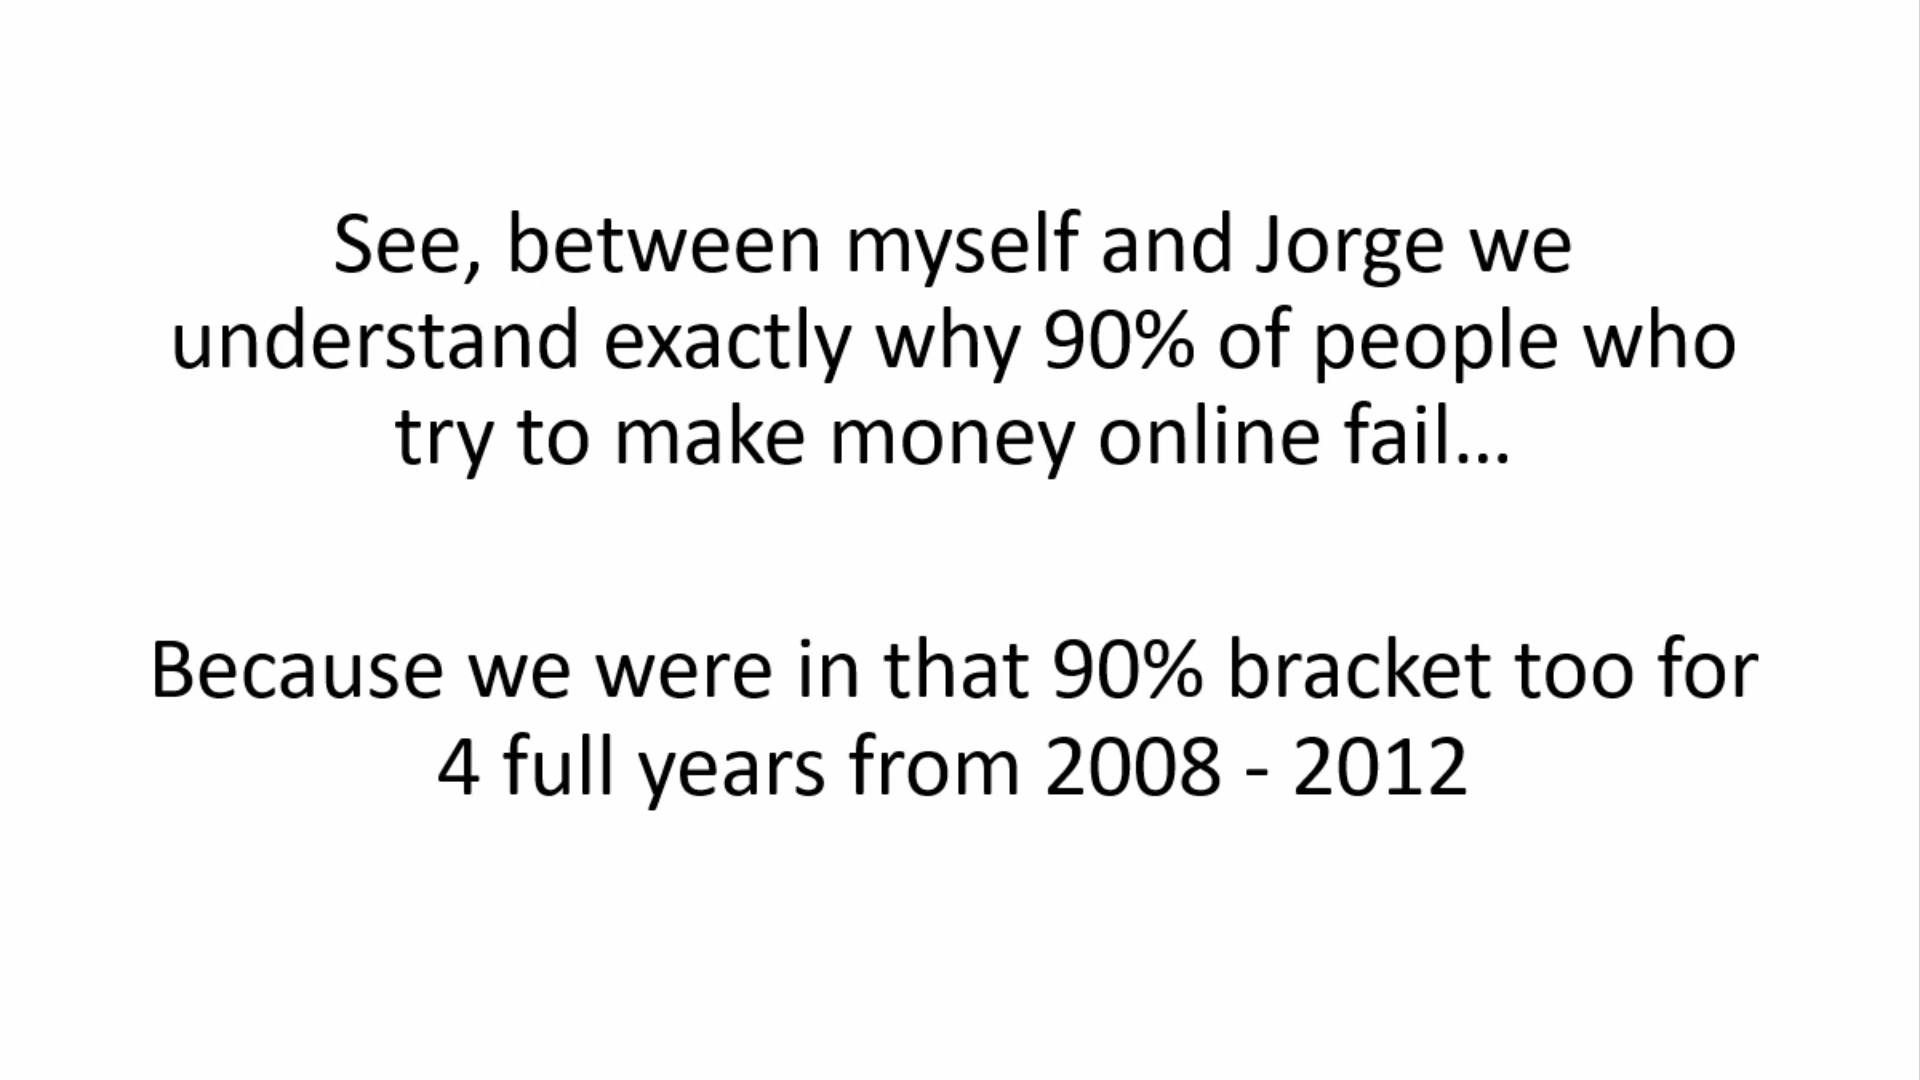 See, between myself and Jorge we
understand exactly why 90% of people who
try to make money online fail...
Because we were in that 90% bracket too for
4 full years from 2008 - 2012